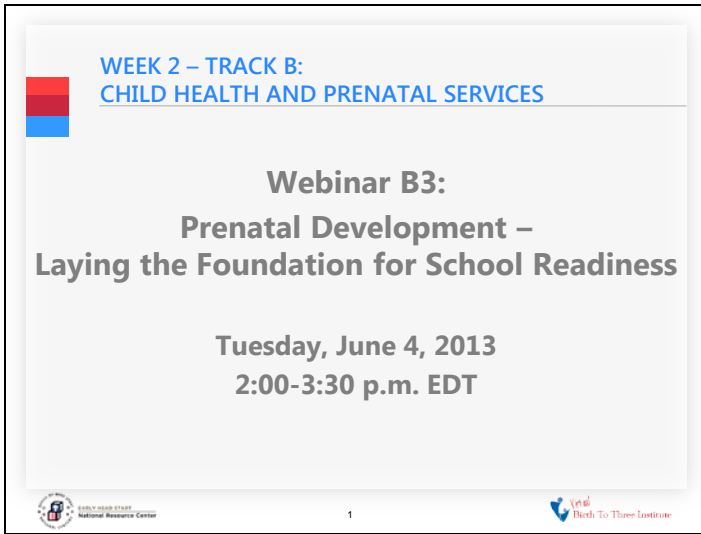 WEEK 2 – TRACK B:
CHILD HEALTH AND PRENATAL SERVICES
Webinar B3:
Prenatal Development –
Laying the Foundation for School Readiness
Tuesday, June 4, 2013
2:00-3:30 p.m. EDT
EARLY HEAD START
National Resource Center
1
Birth To Three Institute